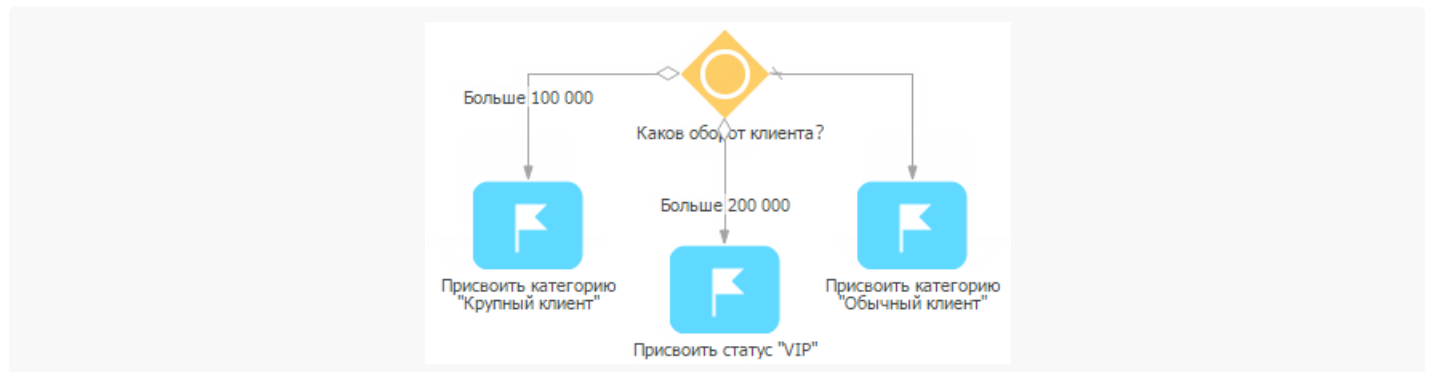 Больше 100 000
Каков оборот клиента?
Больше 200 000
Присвоить категорию
"Крупный клиент"
Присвоить категорию
"Обычный клиент"
Присвоить статус "VIP"